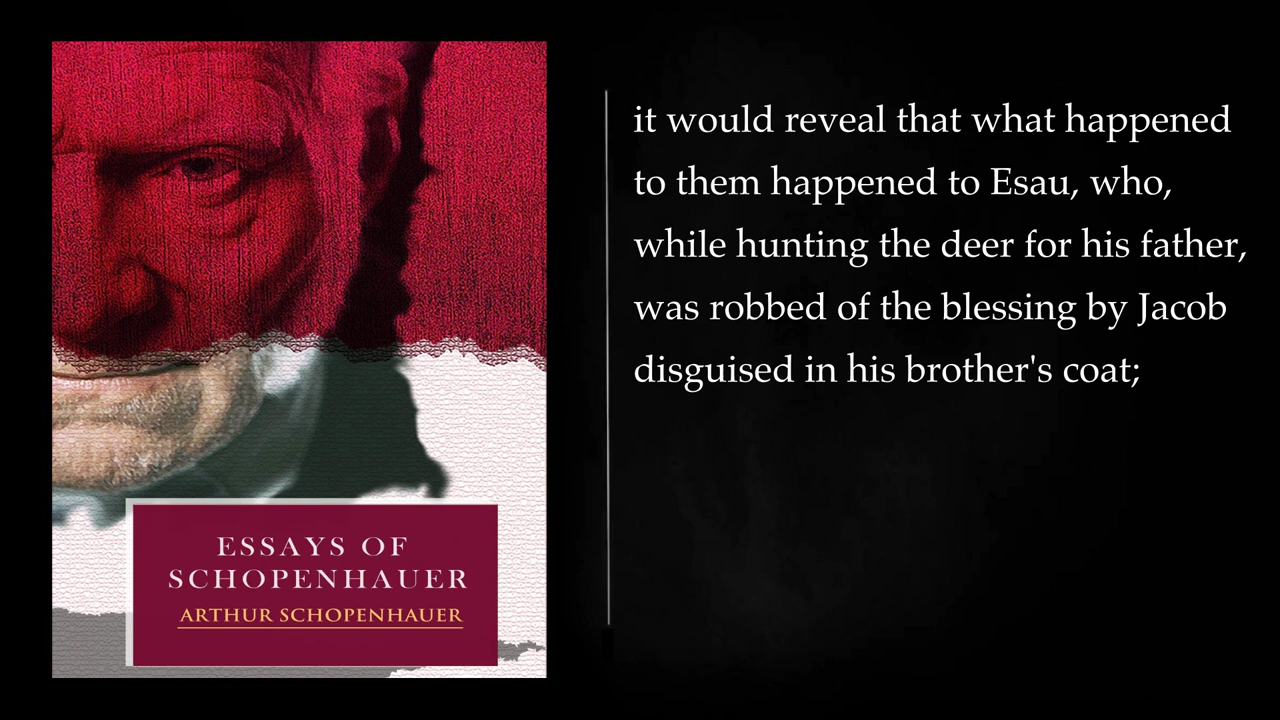 ESSAYS OF
SCHOPENHAUER
ARTHUR SCHOPENHAUER
it would reveal that what happened
to them happened to Esau, who,
while hunting the deer for his father,
was robbed of the blessing by Jacob
disguised in his brother's coat;